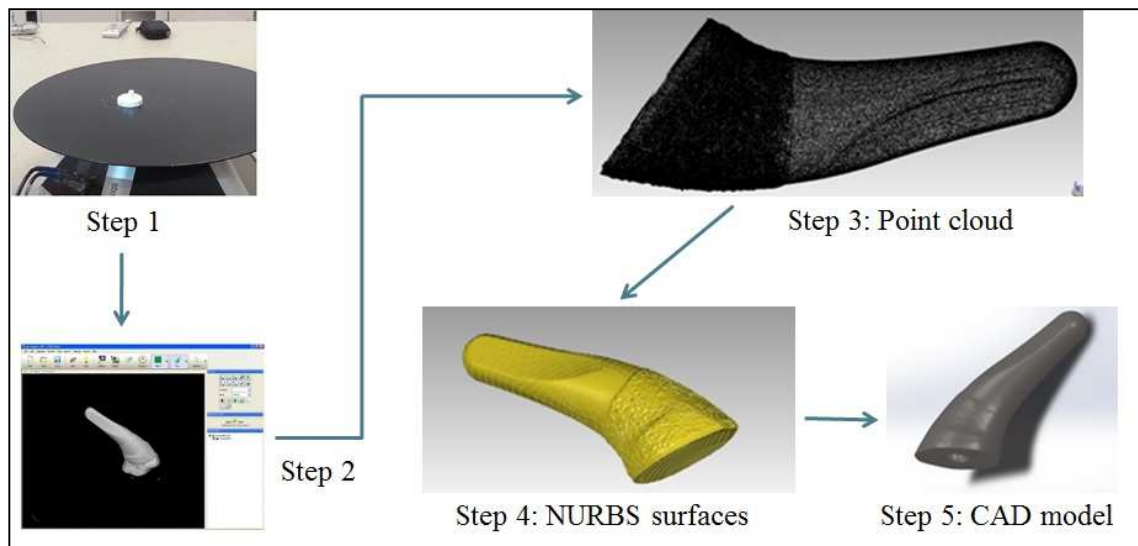 Step 1
Step 2
Step 3: Point cloud
Step 4: NURBS surfaces
Step 5: CAD model